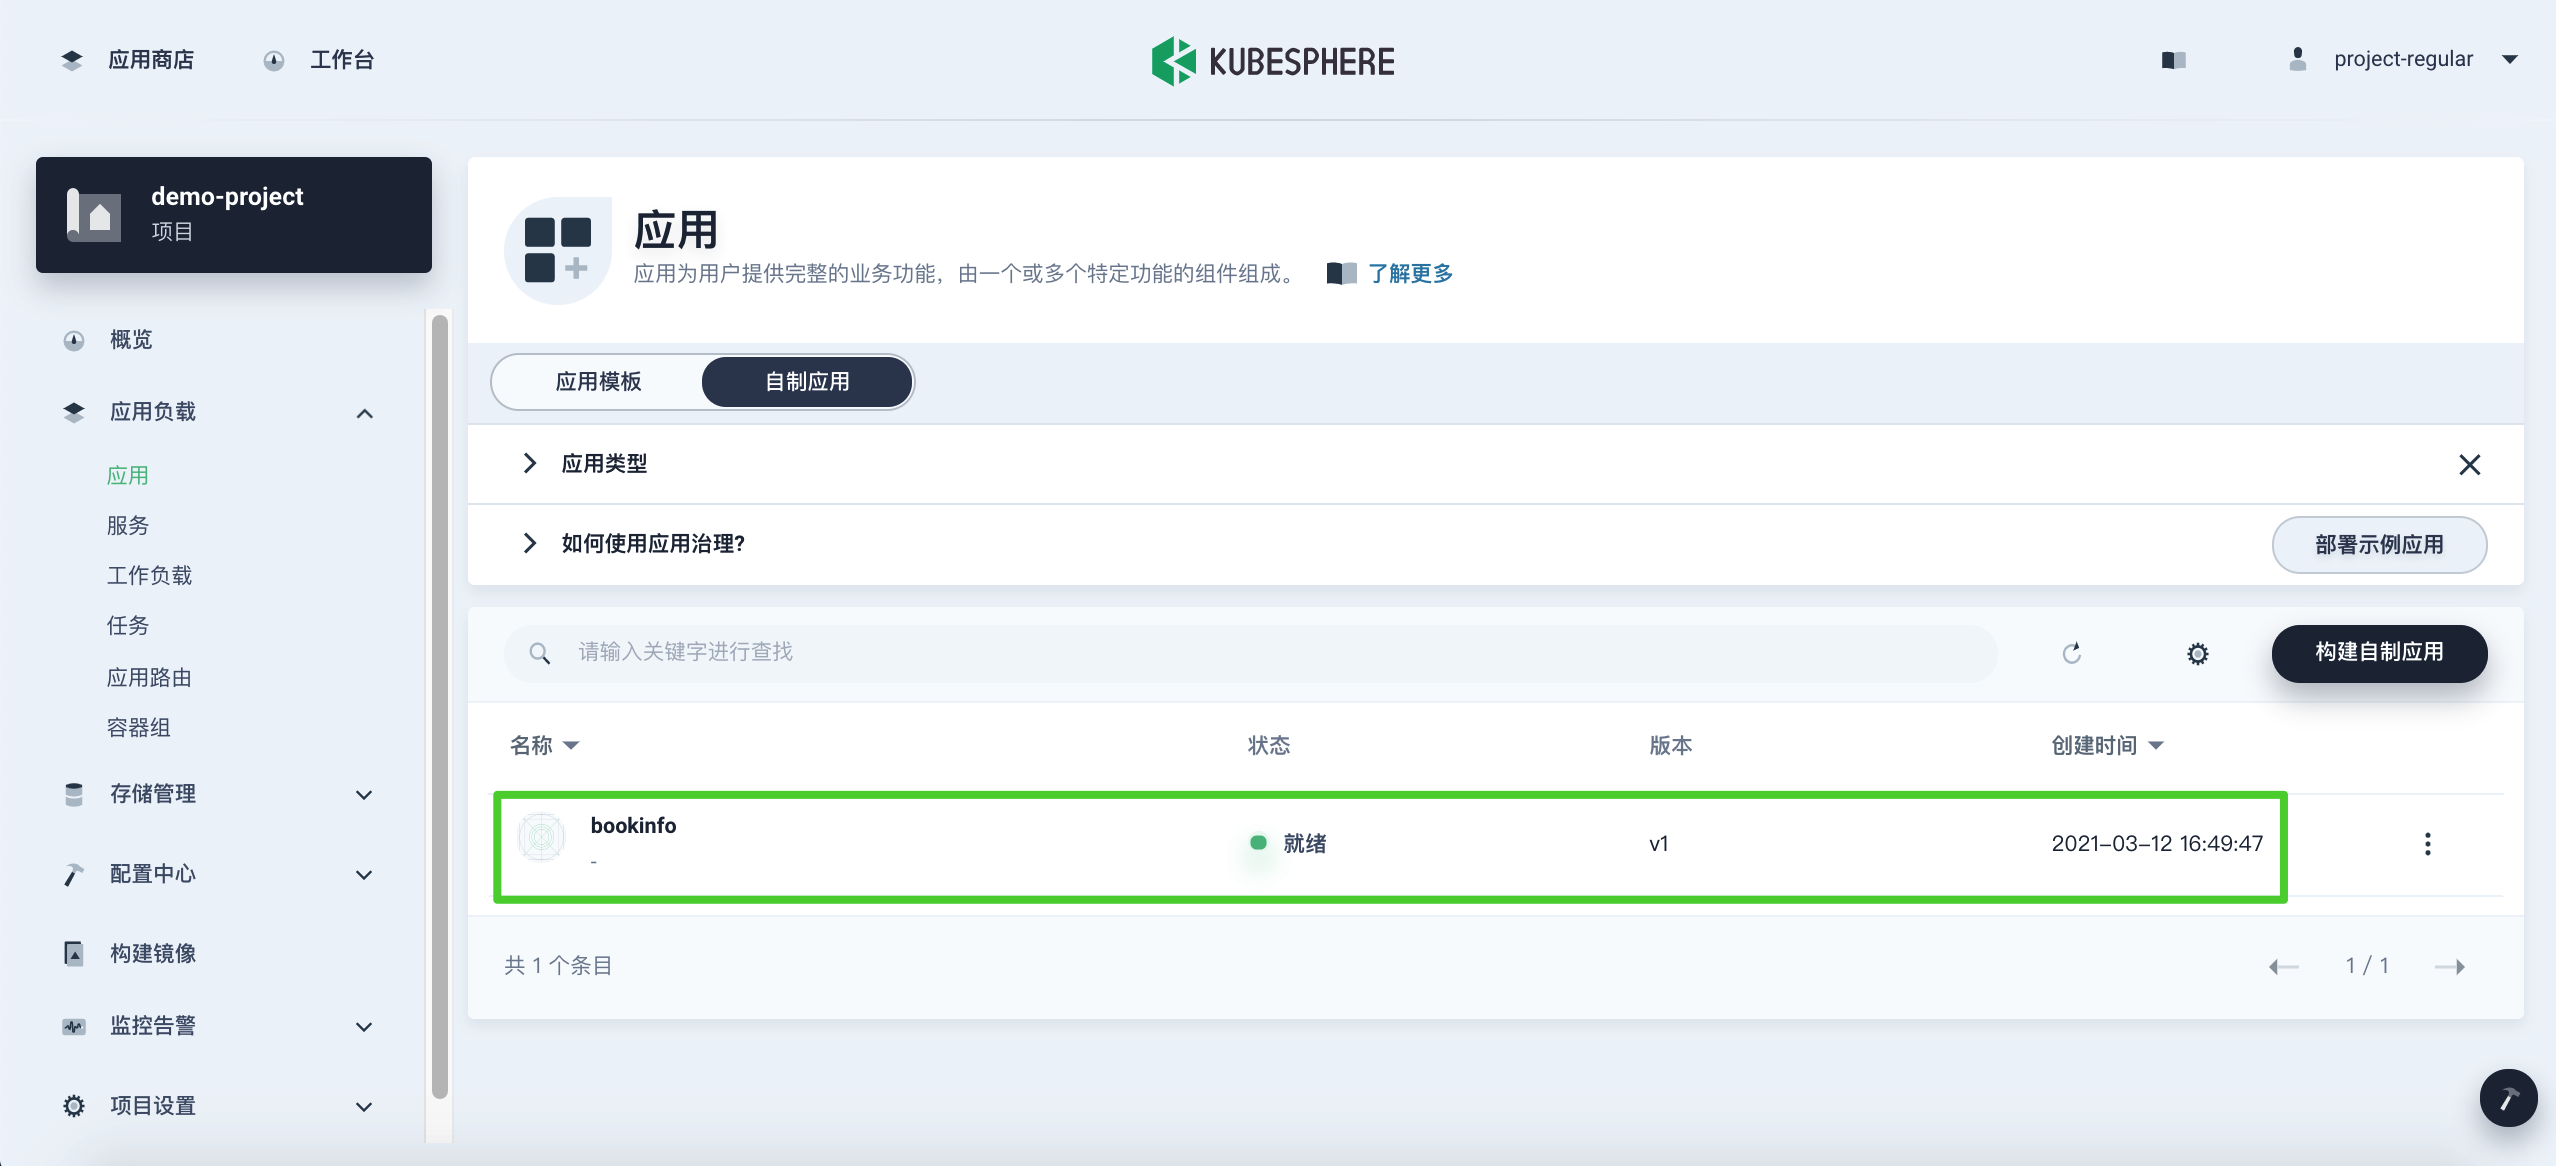 应用商店
工作台
KUBESPHERE
project-regular
demo-project
项目
概览
应用负载
应用
服务
工作负载
任务
应用路由
容器组
存储管理
配置中心
构建镜像
监控告警
项目设置
应用
应用为用户提供完整的业务功能，由一个或多个特定功能的组件组成。 了解更多
应用模板 自制应用
应用类型
如何使用应用治理?
部署示例应用
请输入关键字进行查找
构建自制应用
名称 状态 版本 创建时间
bookinfo
-
就绪 v1 2021-03-12 16:49:47
共 1 个条目
1 / 1